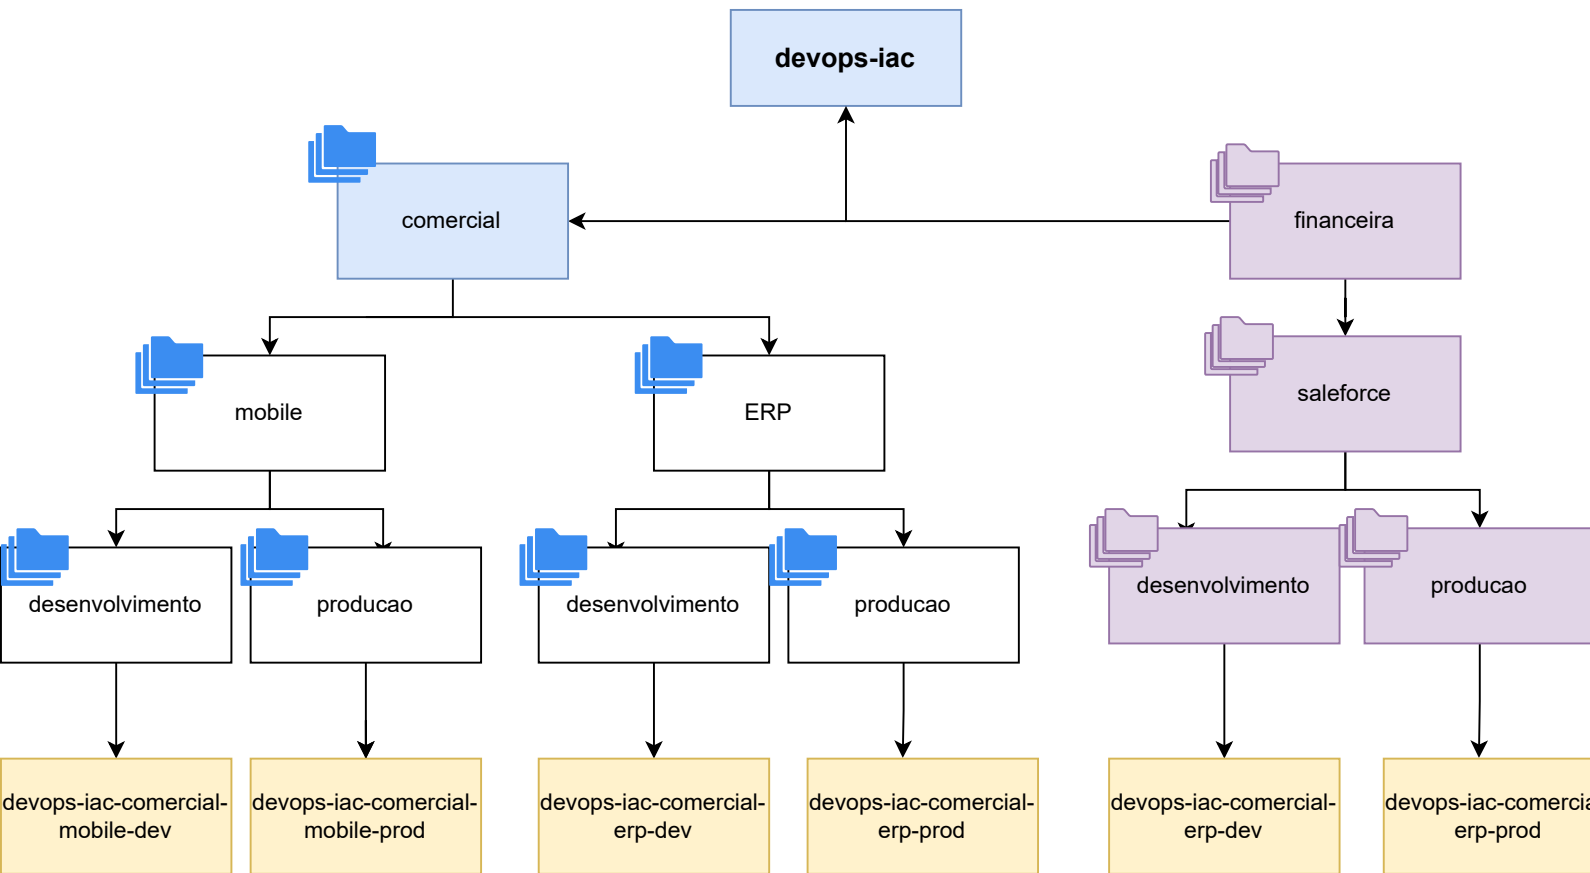 devops-iac
comercial
financeira
mobile
ERP
saleforce
desenvolvimento
producao
desenvolvimento
producao
desenvolvimento
producao
devops-iac-comercial-
mobile-dev
devops-iac-comercial-
mobile-prod
devops-iac-comercial-
erp-dev
devops-iac-comercial-
erp-prod
devops-iac-comercial-
erp-dev
devops-iac-comercia
erp-prod